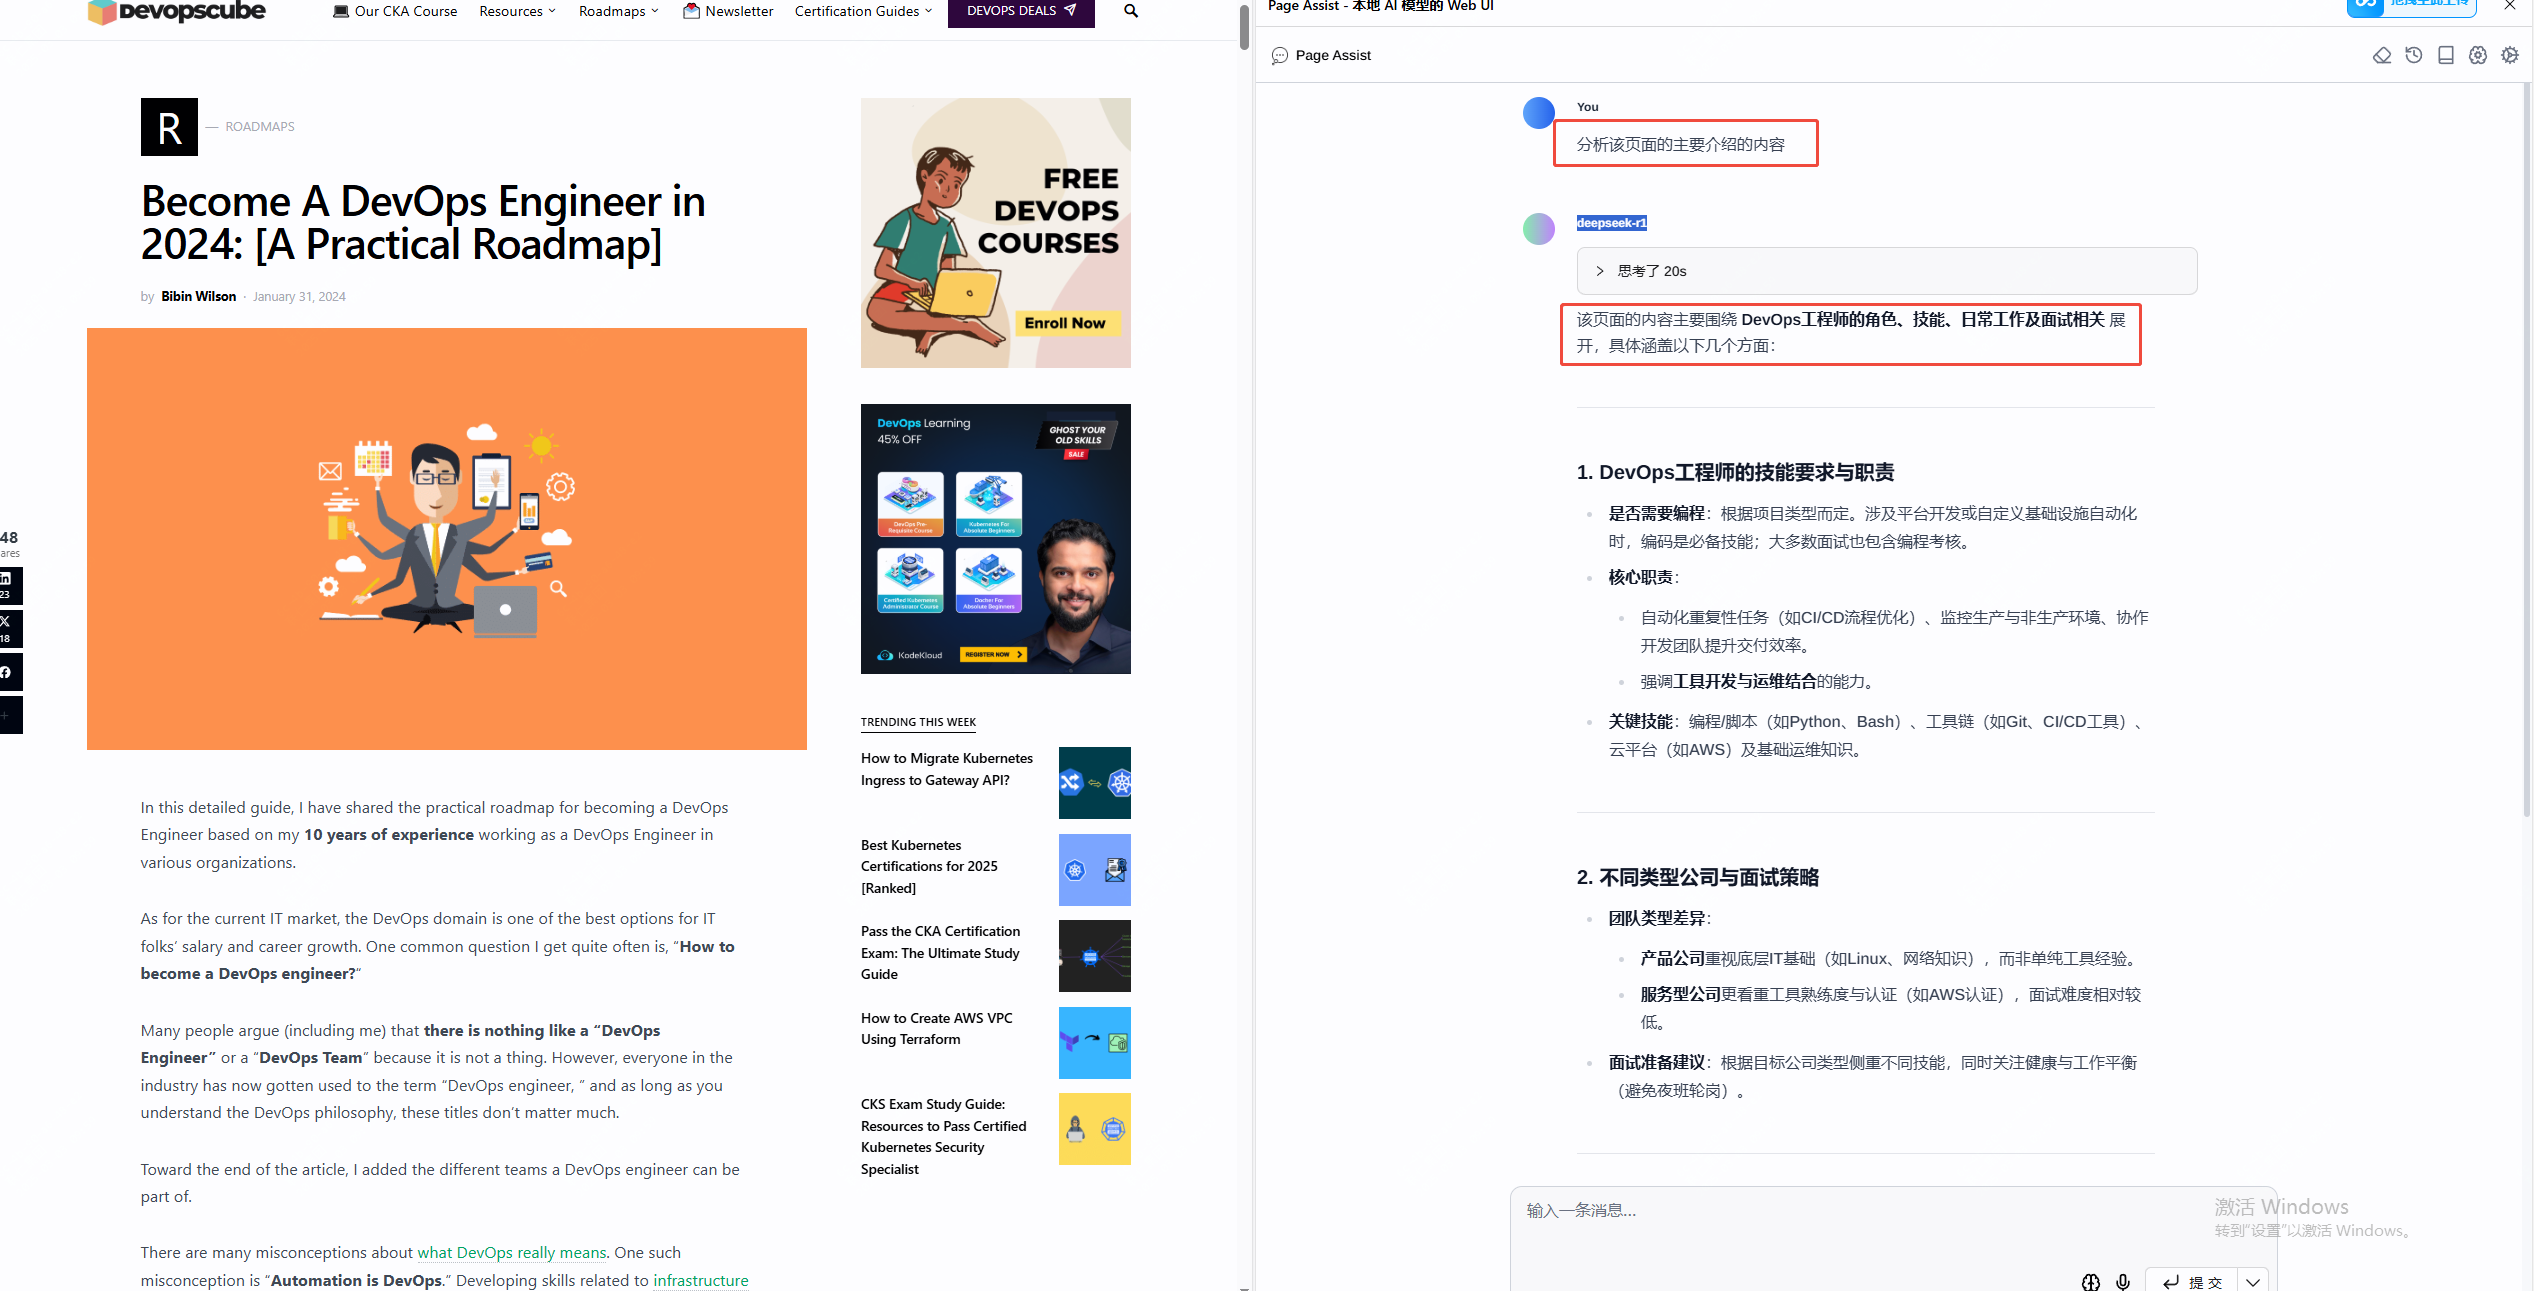 Devopscube
Our CKA Course
Resources
Roadmaps
Newsletter
Certification Guides
DEVOPS DEALS
R
— ROADMAPS
Become A DevOps Engineer in
2024: [A Practical Roadmap]
by Bibin Wilson · January 31, 2024
48
ares
in
23
X
18
In this detailed guide, I have shared the practical roadmap for becoming a DevOps
Engineer based on my 10 years of experience working as a DevOps Engineer in
various organizations.
As for the current IT market, the DevOps domain is one of the best options for IT
folks’ salary and career growth. One common question I get quite often is, “How to
become a DevOps engineer?“
Many people argue (including me) that there is nothing like a “DevOps
Engineer” or a “DevOps Team” because it is not a thing. However, everyone in the
industry has now gotten used to the term “DevOps engineer, ” and as long as you
understand the DevOps philosophy, these titles don’t matter much.
Toward the end of the article, I added the different teams a DevOps engineer can be
part of.
There are many misconceptions about what DevOps really means. One such
misconception is “Automation is DevOps.” Developing skills related to infrastructure
FREE
DEVOPS
COURSES
Enroll Now
DevOps Learning
45% OFF
GHOST YOUR
OLD SKILLS
SALE
DevOps Pre-
Requisite Course
Kubernetes For
Absolute Beginners
Certified Kubernetes
Administrator Course
Docker For
Absolute Beginners
KodeKloud
REGISTER NOW
TRENDING THIS WEEK
How to Migrate Kubernetes
Ingress to Gateway API?
Best Kubernetes
Certifications for 2025
[Ranked]
Pass the CKA Certification
Exam: The Ultimate Study
Guide
How to Create AWS VPC
Using Terraform
CKS Exam Study Guide:
Resources to Pass Certified
Kubernetes Security
Specialist
Page Assist - 本地 AI 模型的 Web UI
Page Assist
You
分析该页面的主要介绍的内容
deepseek-r1
思考了 20s
该页面的内容主要围绕 DevOps工程师的角色、技能、日常工作及面试相关 展
开，具体涵盖以下几个方面：
1. DevOps工程师的技能要求与职责
是否需要编程：根据项目类型而定。涉及平台开发或自定义基础设施自动化
时，编码是必备技能；大多数面试也包含编程考核。
核心职责：
自动化重复性任务（如CI/CD流程优化）、监控生产与非生产环境、协作
开发团队提升交付效率。
强调工具开发与运维结合的能力。
关键技能：编程/脚本（如Python、Bash）、工具链（如Git、CI/CD工具）、
云平台（如AWS）及基础运维知识。
2. 不同类型公司与面试策略
团队类型差异：
产品公司重视底层IT基础（如Linux、网络知识），而非单纯工具经验。
服务型公司更看重工具熟练度与认证（如AWS认证），面试难度相对较
低。
面试准备建议：根据目标公司类型侧重不同技能，同时关注健康与工作平衡
（避免夜班轮岗）。
输入一条消息...
激活 Windows
转到“设置”以激活 Windows。
提 交